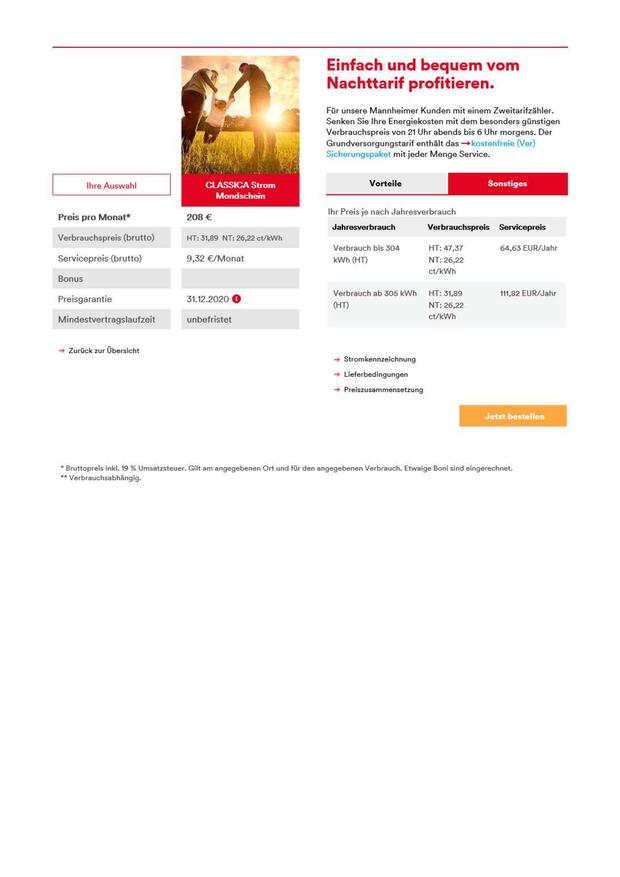 Ihre Auswahl
CLASSICA Strom
Mondschein
Preis pro Monat* 208 €
Verbrauchspreis (brutto) HT: 31,89 NT: 26,22 ct/kWh
Servicepreis (brutto) 9,32 €/Monat
Bonus
Preisgarantie 31.12.2020 i
Mindestvertragslaufzeit unbefristet
→ Zurück zur Übersicht
Einfach und bequem vom
Nachttarif profitieren.
Für unsere Mannheimer Kunden mit einem Zweitarifzähler.
Senken Sie Ihre Energiekosten mit dem besonders günstigen
Verbrauchspreis von 21 Uhr abends bis 6 Uhr morgens. Der
Grundversorgungstarif enthält das →kostenfreie (Ver)
Sicherungspaket mit jeder Menge Service.
Vorteile Sonstiges
Ihr Preis je nach Jahresverbrauch
Jahresverbrauch Verbrauchspreis Servicepreis
Verbrauch bis 304 HT: 47,37 64,63 EUR/Jahr
kWh (HT) NT: 26,22
ct/kWh
Verbrauch ab 305 kWh HT: 31,89 111,82 EUR/Jahr
(HT) NT: 26,22
ct/kWh
→ Stromkennzeichnung
→ Lieferbedingungen
→ Preiszusammensetzung
Jetzt bestellen
* Bruttopreis inkl. 19 % Umsatzsteuer. Gilt am angegebenen Ort und für den angegebenen Verbrauch. Etwaige Boni sind eingerechnet.
** Verbrauchsabhängig.